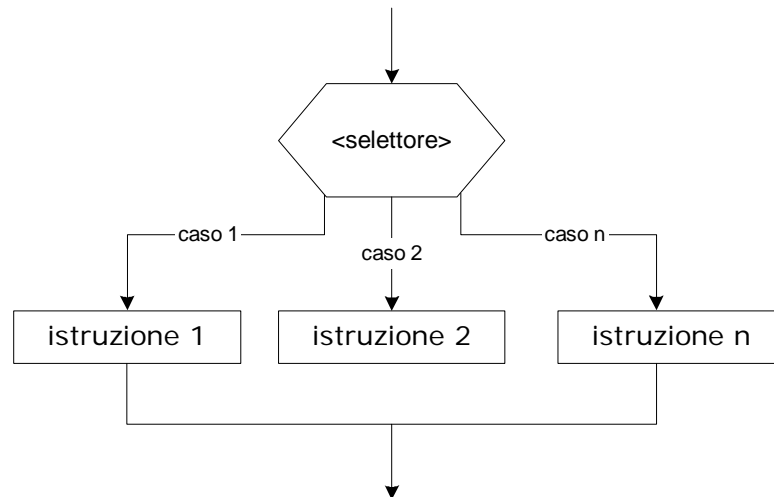 <selettore>
caso 1
caso 2
caso n
istruzione 1
istruzione 2
istruzione n